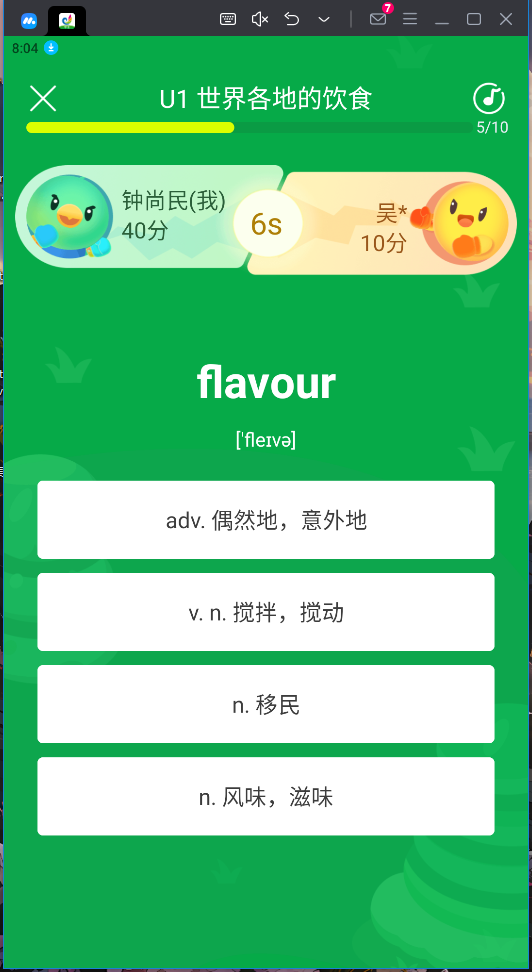 7
8:04
U1 世界各地的饮食
5/10
钟尚民(我)
40分
6s
吴*
10分
flavour
[ˈfleɪvə]
adv. 偶然地，意外地
v. n. 搅拌，搅动
n. 移民
n. 风味，滋味